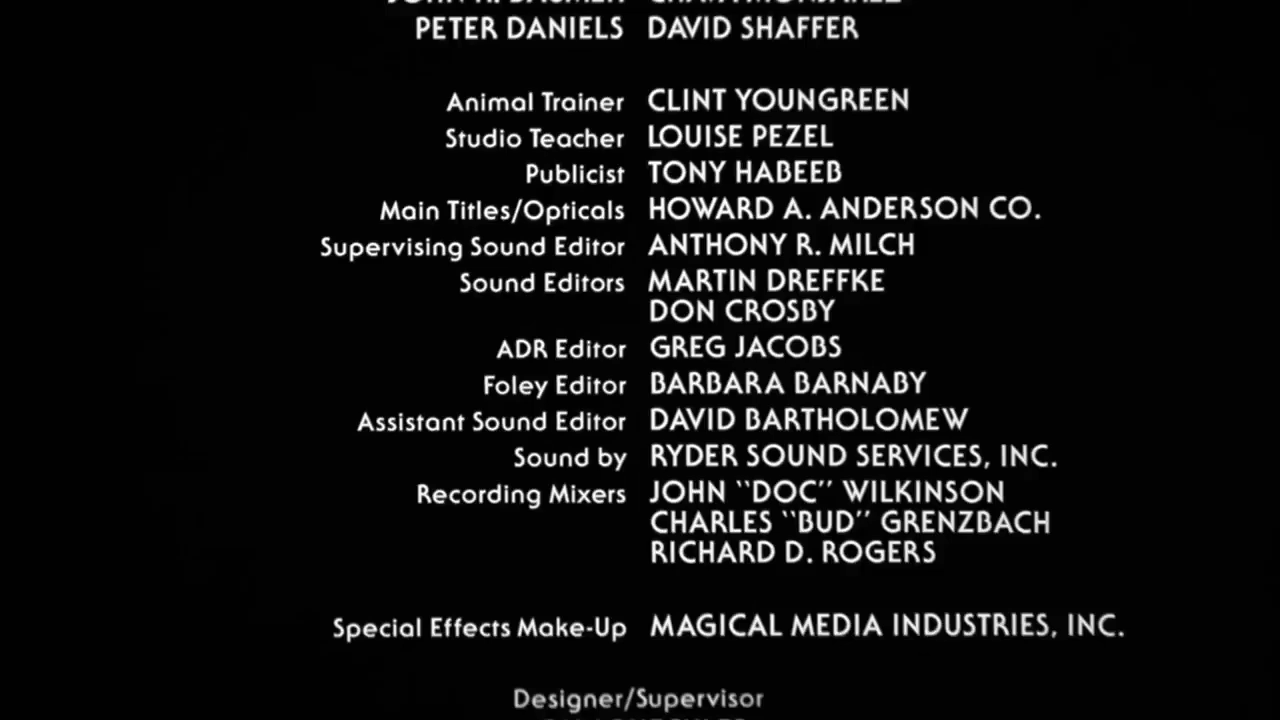 PETER DANIELS DAVID SHAFFER
Animal Trainer CLINT YOUNGREEN
Studio Teacher LOUISE PEZEL
Publicist TONY HABEEB
Main Titles/Opticals HOWARD A. ANDERSON CO.
Supervising Sound Editor ANTHONY R. MILCH
Sound Editors MARTIN DREFFKE
DON CROSBY
ADR Editor GREG JACOBS
Foley Editor BARBARA BARNABY
Assistant Sound Editor DAVID BARTHOLOMEW
Sound by RYDER SOUND SERVICES, INC.
Recording Mixers JOHN "DOC" WILKINSON
CHARLES "BUD" GRENZBACH
RICHARD D. ROGERS
Special Effects Make-Up MAGICAL MEDIA INDUSTRIES, INC.
Designer/Supervisor